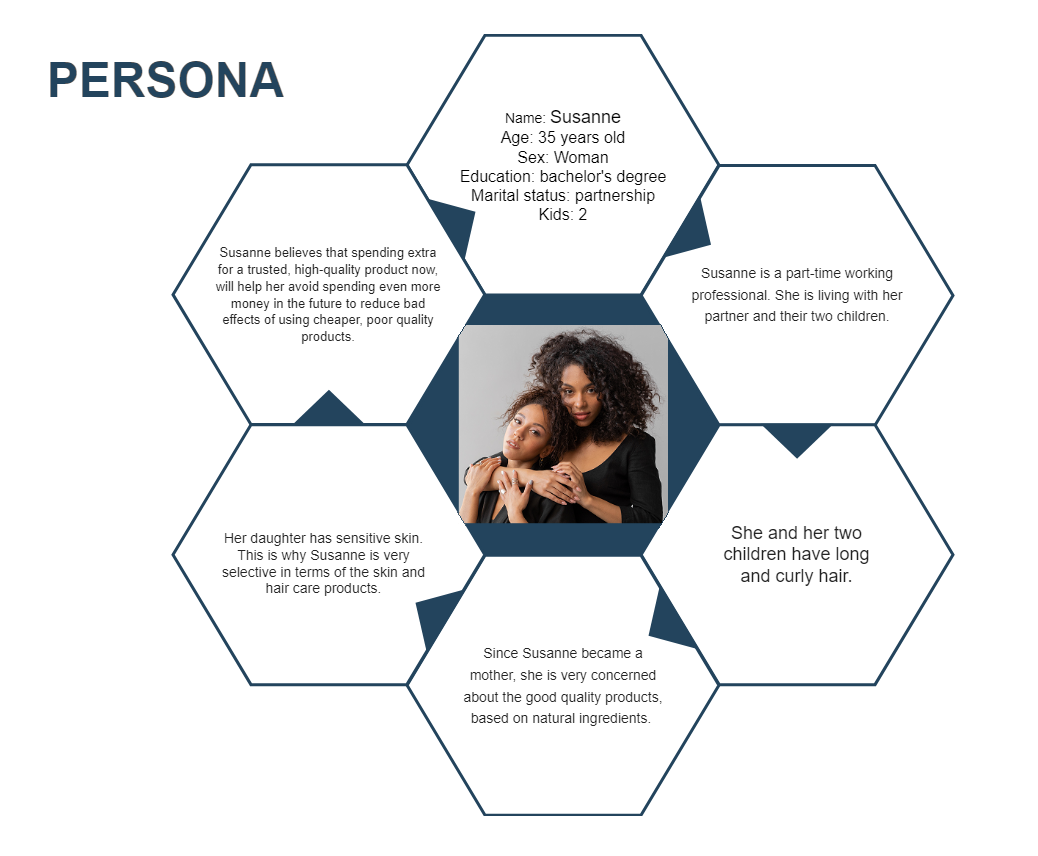 PERSONA
Name: Susanne
Age: 35 years old
Sex: Woman
Education: bachelor's degree
Marital status: partnership
Kids: 2
Susanne is a part-time working
professional. She is living with her
partner and their two children.
She and her two
children have long
and curly hair.
Since Susanne became a
mother, she is very concerned
about the good quality products,
based on natural ingredients.
Her daughter has sensitive skin.
This is why Susanne is very
selective in terms of the skin and
hair care products.
Susanne believes that spending extra
for a trusted, high-quality product now,
will help her avoid spending even more
money in the future to reduce bad
effects of using cheaper, poor quality
products.